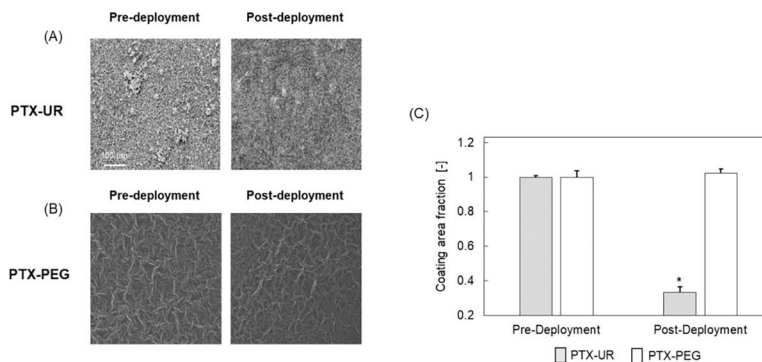 Pre-deployment Post-deployment
(A)
PTX-UR
Pre-deployment Post-deployment
(B)
PTX-PEG
(C)
Coating area fraction [-]
1.2
1
0.8
0.6
0.4
0.2
*
Pre-Deployment Post-Deployment
PTX-UR PTX-PEG